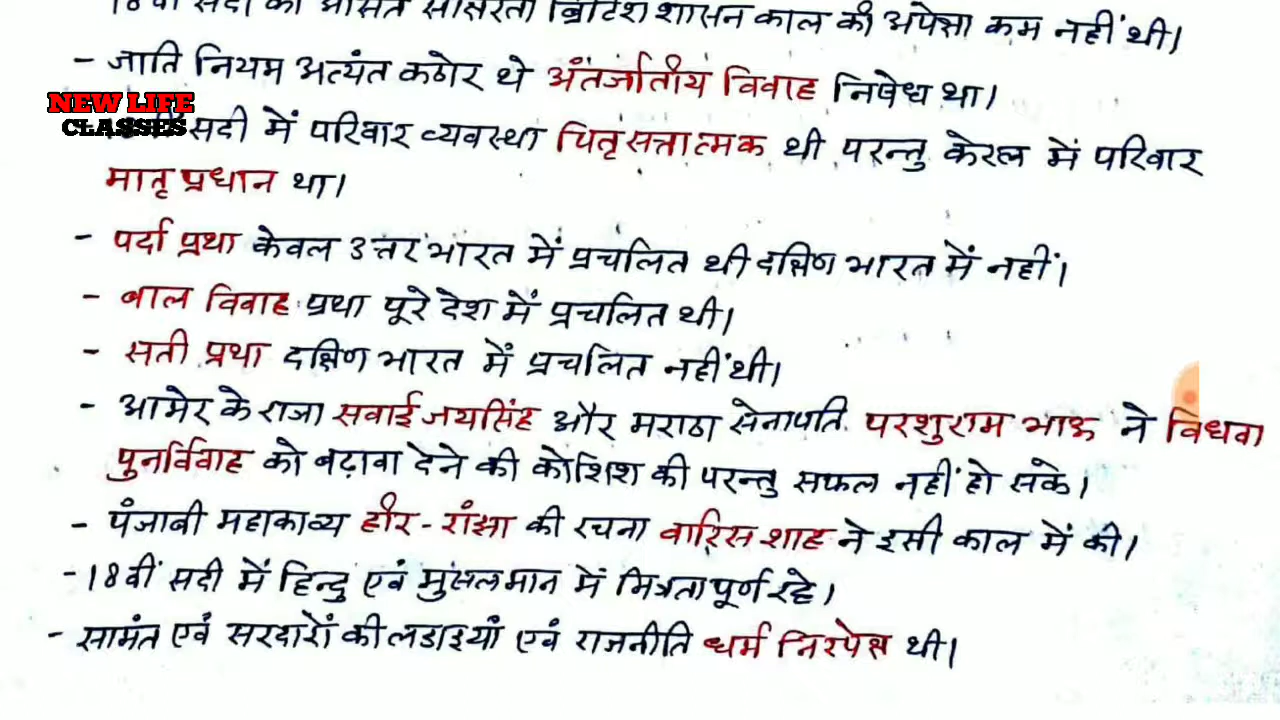 18वीं सदी की औसत साक्षरता ब्रिटिश शासन काल की अपेक्षा कम नहीं थी।
- जाति नियम अत्यंत कठोर थे अंतर्जातीय विवाह निषेध था।
NEW LIFE
CLASSES
सदी में परिवार व्यवस्था पितृसत्तात्मक थी परन्तु केरल में परिवार
मातृ प्रधान था।
- पर्दा प्रथा केवल उत्तर भारत में प्रचलित थी दक्षिण भारत में नहीं।
- बाल विवाह प्रथा पूरे देश में प्रचलित थी।
- सती प्रथा दक्षिण भारत में प्रचलित नहीं थी।
- आमेर के राजा सवाई जयसिंह और मराठा सेनापति परशुराम भाऊ ने विधवा
पुनर्विवाह को बढ़ावा देने की कोशिश की परन्तु सफल नहीं हो सके।
- पंजाबी महाकाव्य हीर - रांझा की रचना वारिस शाह ने इसी काल में की।
- 18वीं सदी में हिन्दु एवं मुसलमान में मित्रतापूर्ण रहे।
- सामंत एवं सरदारों की लडाइयाँ एवं राजनीति धर्म निरपेक्ष थी।